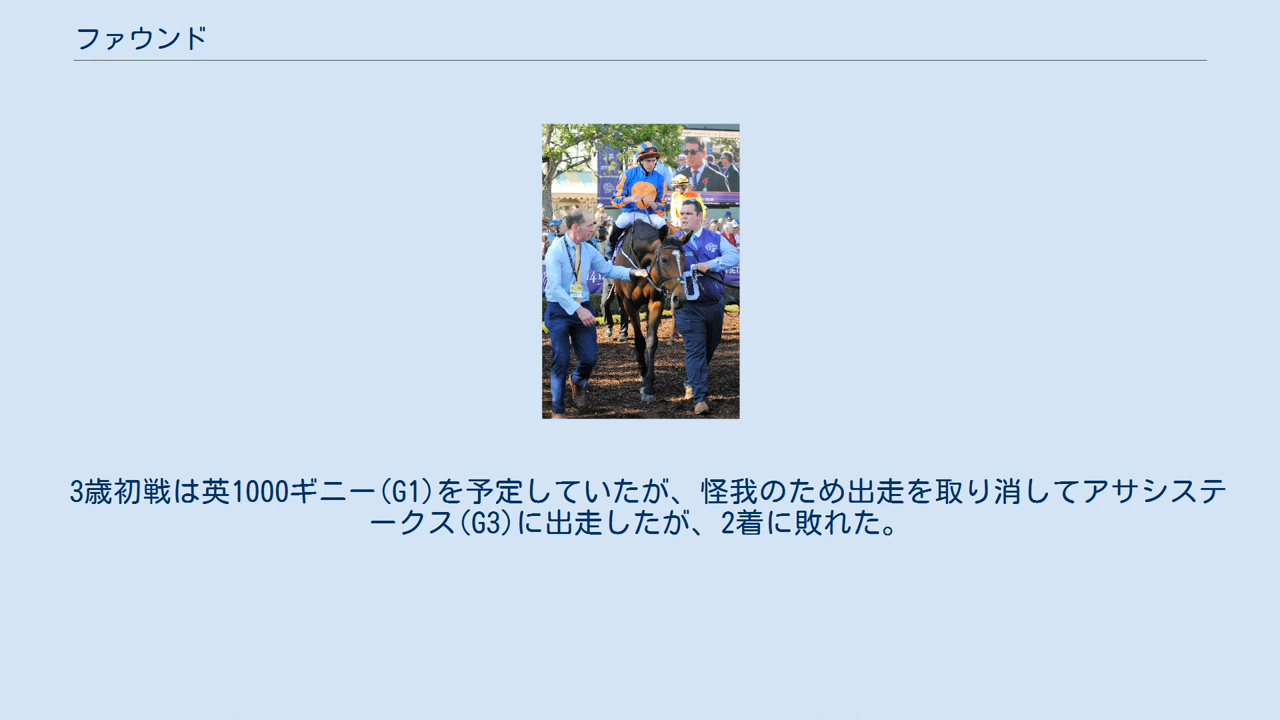 ファウンド
3歳初戦は英1000ギニー(G1)を予定していたが、怪我のため出走を取り消してアサシステ
ークス(G3)に出走したが、2着に敗れた。